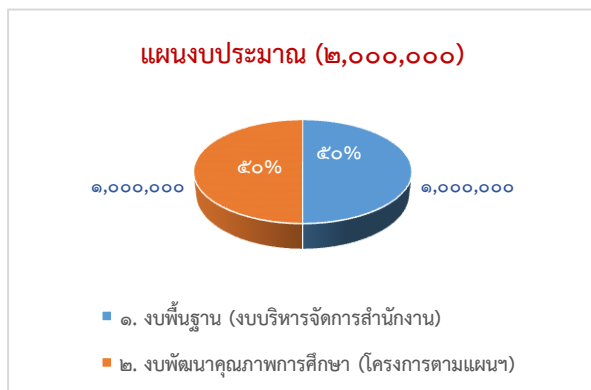 แผนงบประมาณ (๒,๐๐๐,๐๐๐)
๕๐% ๕๐%
๑,๐๐๐,๐๐๐ ๑,๐๐๐,๐๐๐
๑. งบพื้นฐาน (งบบริหารจัดการสำนักงาน)
๒. งบพัฒนาคุณภาพการศึกษา (โครงการตามแผนฯ)